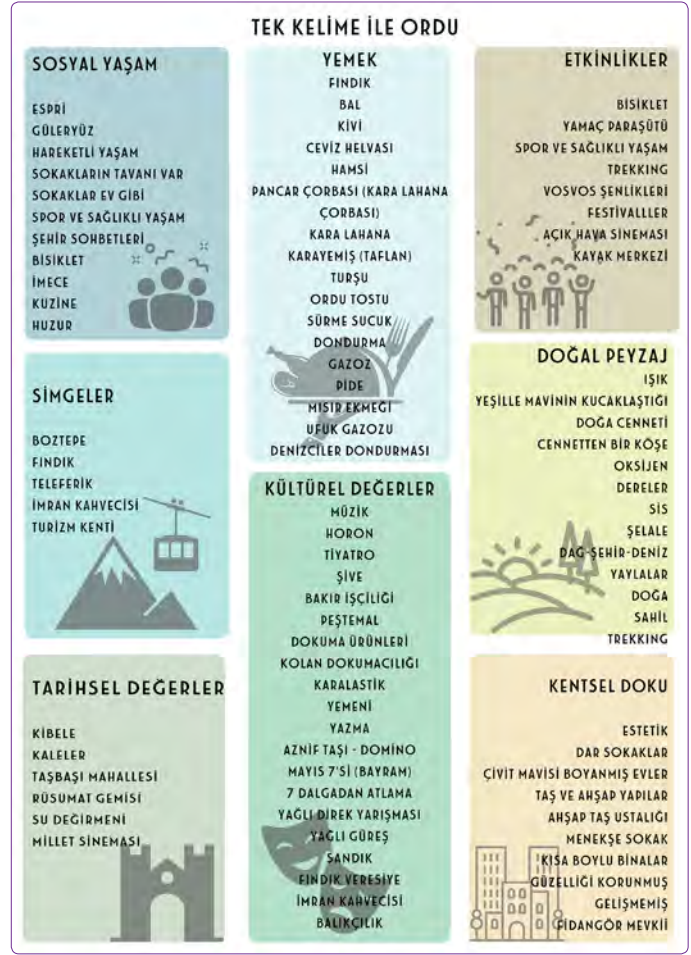 TEK KELİME İLE ORDU
SOSYAL YAŞAM
ESPRİ
GÜLERYÜZ
HAREKETLİ YAŞAM
SOKAKLARIN TAVANI VAR
SOKAKLAR EV GİBİ
SPOR VE SAĞLIKLI YAŞAM
ŞEHİR SOHBETLERİ
BİSİKLET
İMECE
KUZİNE
HUZUR
SİMGELER
BOZTEPE
FINDIK
TELEFERİK
İMRAN KAHVECİSİ
TURİZM KENTİ
TARİHSEL DEĞERLER
KİBELE
KALELER
TAŞBAŞI MAHALLESİ
RÜSUMAT GEMİSİ
SU DEĞİRMENİ
MİLLET SİNEMASI
YEMEK
FINDIK
BAL
KİVİ
CEVİZ HELVASI
HAMSİ
PANCAR ÇORBASI (KARA LAHANA
ÇORBASI)
KARA LAHANA
KARAYEMİŞ (TAFLAN)
TURŞU
ORDU TOSTU
SÜRME SUCUK
DONDURMA
GAZOZ
PİDE
MISIR EKMEĞİ
UFUK GAZOZU
DENİZCİLER DONDURMASI
KÜLTÜREL DEĞERLER
MÜZİK
HORON
TİYATRO
ŞİVE
BAKIR İŞÇİLİĞİ
PEŞTEMAL
DOKUMA ÜRÜNLERİ
KOLAN DOKUMACILIĞI
KARALASTİK
YEMENİ
YAZMA
AZNİF TAŞI - DOMİNO
MAYIS 7'Sİ (BAYRAM)
7 DALGADAN ATLAMA
YAĞLI DİREK YARIŞMASI
YAĞLI GÜREŞ
SANDIK
FINDIK VERESİYE
İMRAN KAHVECİSİ
BALIKÇILIK
ETKİNLİKLER
BİSİKLET
YAMAÇ PARAŞÜTÜ
SPOR VE SAĞLIKLI YAŞAM
TREKKING
VOSVOS ŞENLİKLERİ
FESTİVALLLER
AÇIK HAVA SİNEMASI
KAYAK MERKEZİ
DOĞAL PEYZAJ
IŞIK
YEŞİLLE MAVİNİN KUCAKLAŞTIĞI
DOĞA CENNETİ
CENNETTEN BİR KÖŞE
OKSİJEN
DERELER
SİS
ŞELALE
DAĞ-ŞEHİR-DENİZ
YAYLALAR
DOĞA
SAHİL
TREKKING
KENTSEL DOKU
ESTETİK
DAR SOKAKLAR
ÇİVİT MAVİSİ BOYANMIŞ EVLER
TAŞ VE AHŞAP YAPILAR
AHŞAP TAŞ USTALIĞI
MENEKŞE SOKAK
KISA BOYLU BİNALAR
GÜZELLİĞİ KORUNMUŞ
GELİŞMEMİŞ
FİDANGÖR MEVKİİ